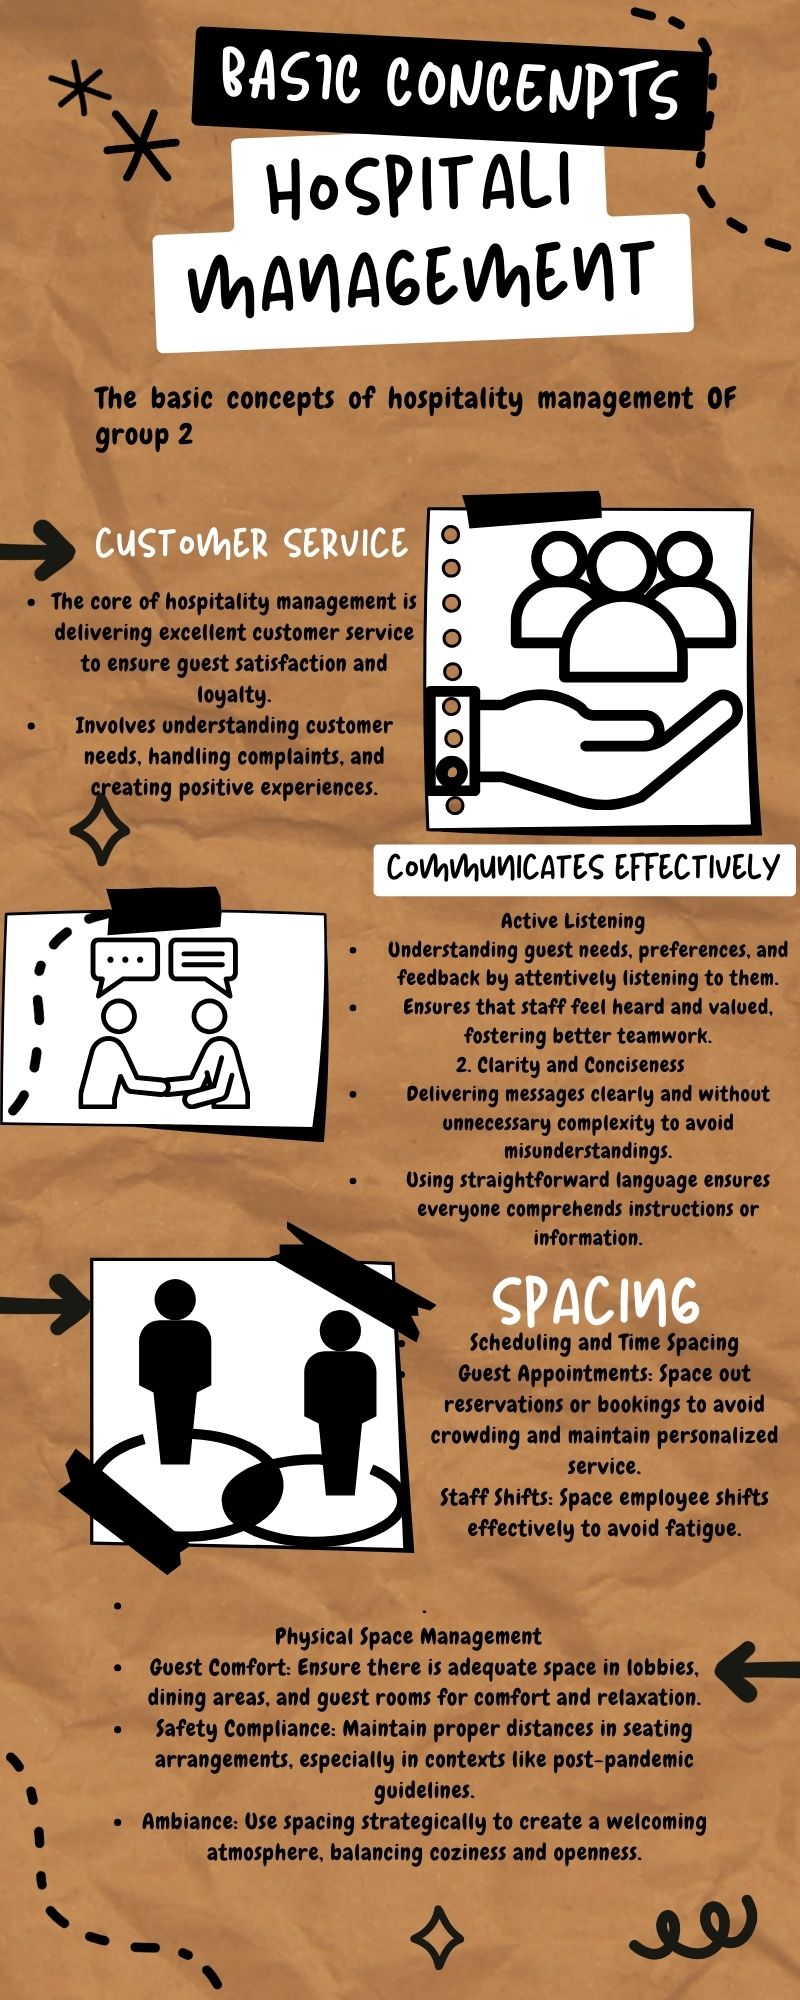 BASIC CONCENPTS
HOSPITALI
MANAGEMENT
The basic concepts of hospitality management OF
group 2
CUSTOMER SERVICE
• The core of hospitality management is
delivering excellent customer service
to ensure guest satisfaction and
loyalty.
• Involves understanding customer
needs, handling complaints, and
creating positive experiences.
COMMUNICATES EFFECTIVELY
Active Listening
• Understanding guest needs, preferences, and
feedback by attentively listening to them.
• Ensures that staff feel heard and valued,
fostering better teamwork.
2. Clarity and Conciseness
• Delivering messages clearly and without
unnecessary complexity to avoid
misunderstandings.
• Using straightforward language ensures
everyone comprehends instructions or
information.
SPACING
Scheduling and Time Spacing
Guest Appointments: Space out
reservations or bookings to avoid
crowding and maintain personalized
service.
Staff Shifts: Space employee shifts
effectively to avoid fatigue.
• .
Physical Space Management
• Guest Comfort: Ensure there is adequate space in lobbies,
dining areas, and guest rooms for comfort and relaxation.
• Safety Compliance: Maintain proper distances in seating
arrangements, especially in contexts like post-pandemic
guidelines.
• Ambiance: Use spacing strategically to create a welcoming
atmosphere, balancing coziness and openness.